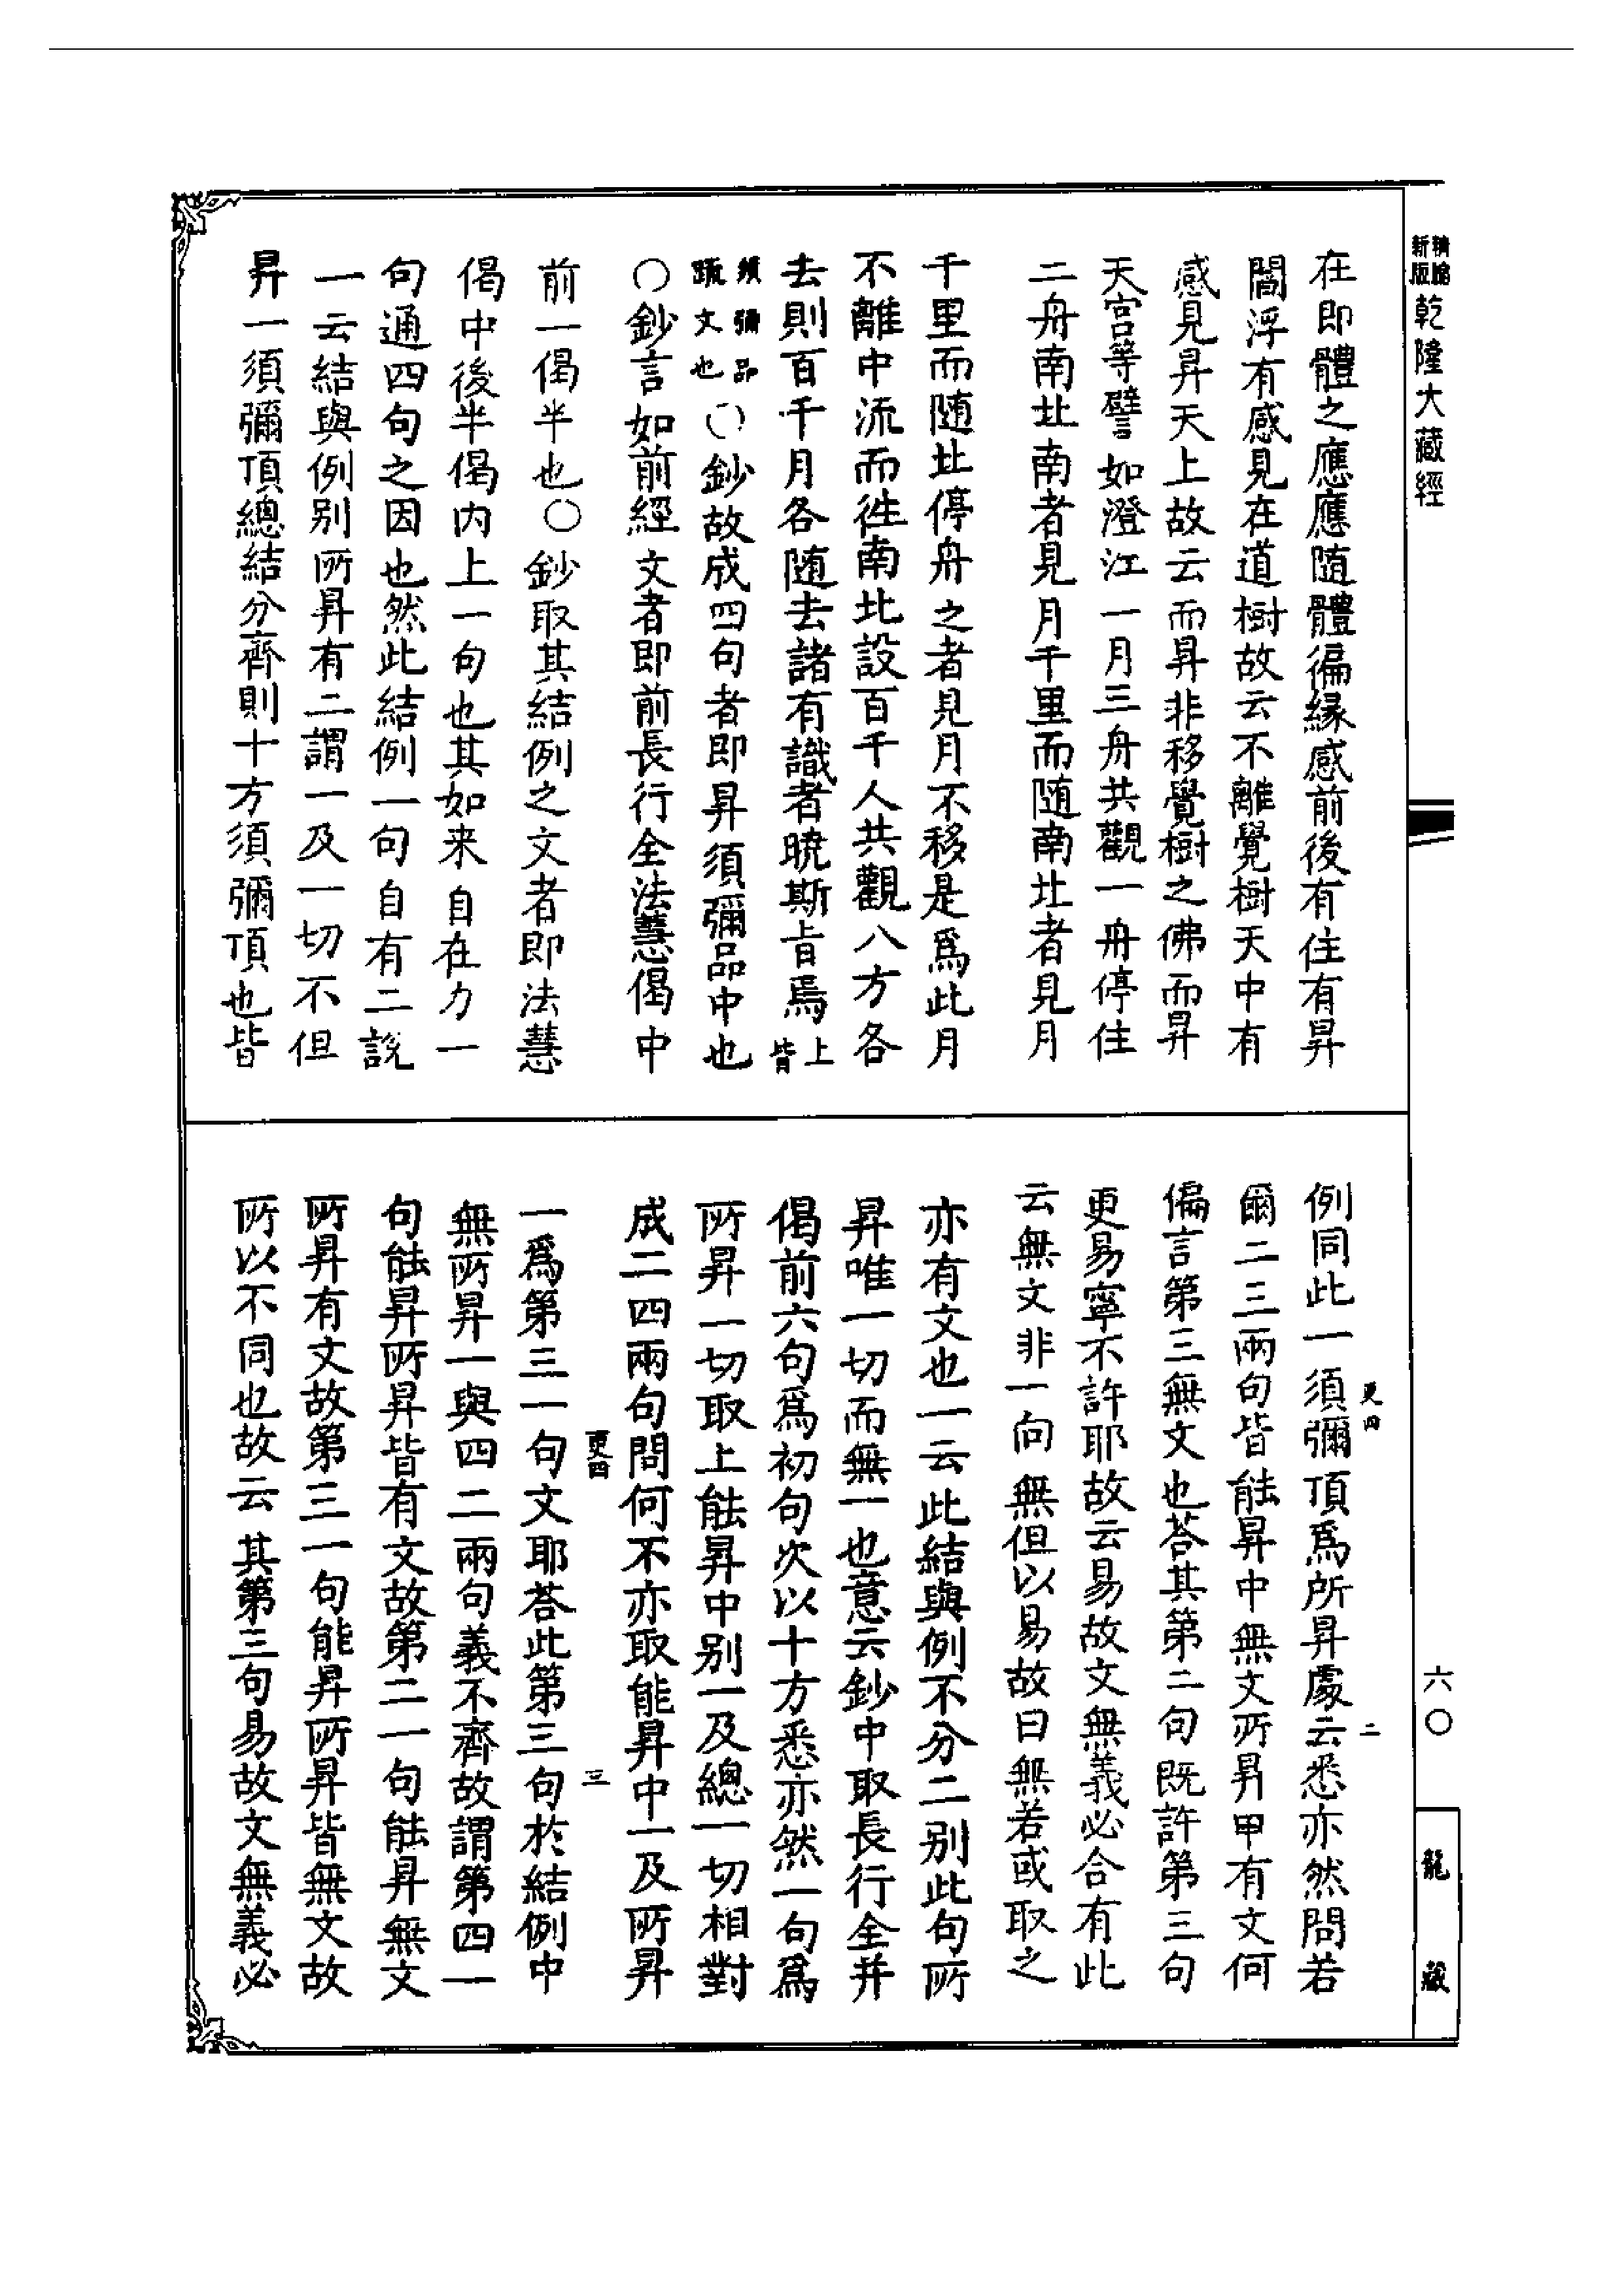 精縮新版乾隆大藏經
在即體之應應随體徧緣感前後有住有昇
閻浮有感見在道樹故云不離覺樹天中有
感見昇天上故云而昇非移覺樹之佛而昇
天宮等譬如澄江一月三舟共觀一舟停住
二舟南北南者見月千里而随南北者見月
千里而随北停舟之者見月不移是爲此月
不離中流而徃南北設百千人共觀八方各
去則百千月各随去諸有識者曉斯旨焉上皆
須彌品䟽文也〇鈔故成四句者即昇須彌品中也
〇鈔言如前經文者即前長行全法慧偈中
前一偈半也〇鈔取其結例之文者即法慧
偈中後半偈内上一句也其如来自在力一
句通四句之因也然此結例一句自有二説
一云結與例别所昇有二謂一及一切不但
昇一須彌頂總結分齊則十方須彌頂也皆
例同此一須彌頂爲所昇處云悉亦然問若
爾二三兩句皆能昇中無文所昇中有文何
偏言第三無文也荅其第二句既許第三句
更易寧不許耶故云易故文無義必合有此
云無文非一向無但以易故曰無若或取之
亦有文也一云此結與例不分二别此句所
昇唯一切而無一也意云鈔中取長行全并
偈前六句爲初句次以十方悉亦然一句爲
所昇一切取上能昇中别一及總一切相對
成二四兩句問何不亦取能昇中一及所昇
一爲第三一句文耶荅此第三句於結例中
無所昇一與四二兩句義不齊故謂第四一
句能昇所昇皆有文故第二一句能昇無文
所昇有文故第三一句能昇所昇皆無文故
所以不同也故云其第三句易故文無義必
更四
二
更四
三
六〇
龍藏